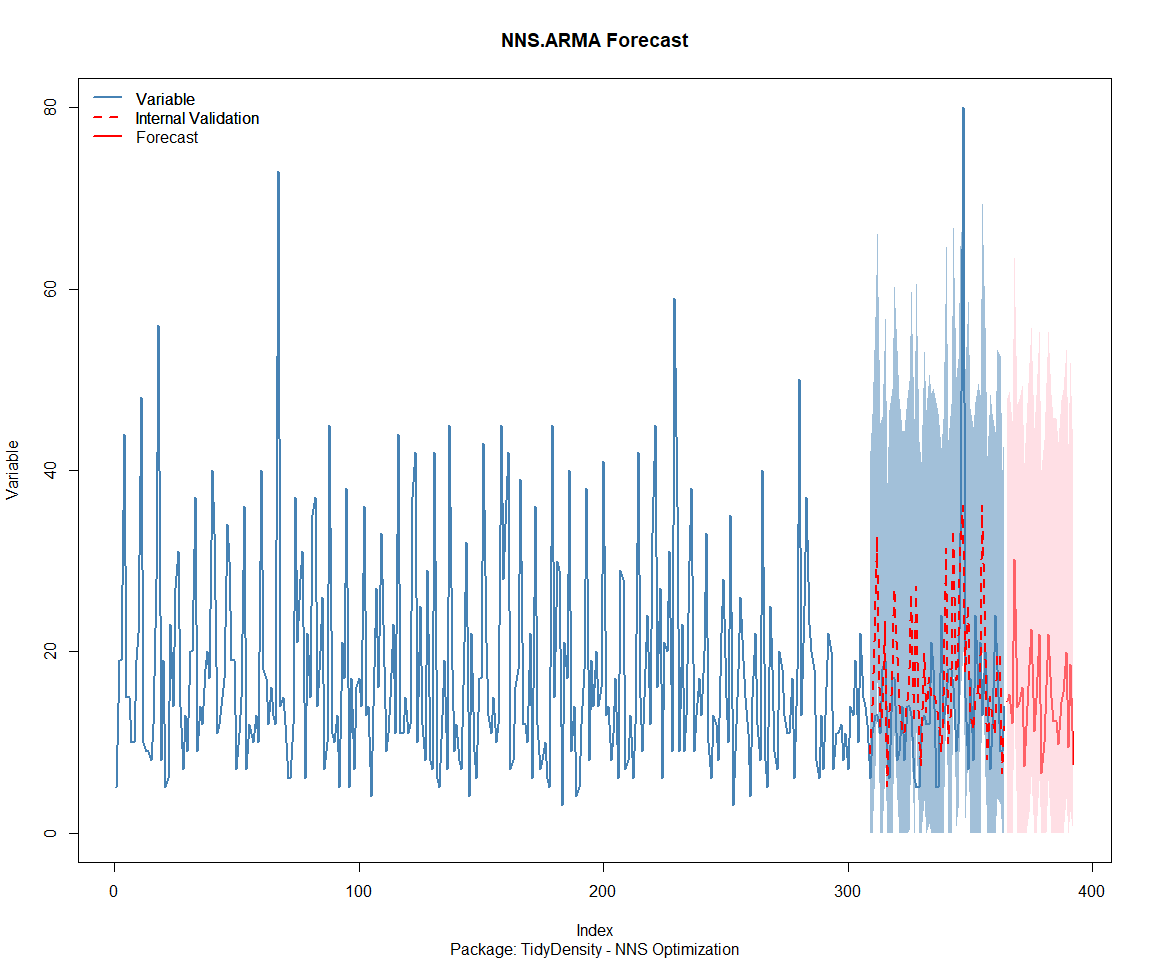 NNS.ARMA Forecast
Variable
Internal Validation
Forecast
80
60
40
20
0
Variable
0 100 200 300 400
Index
Package: TidyDensity - NNS Optimization